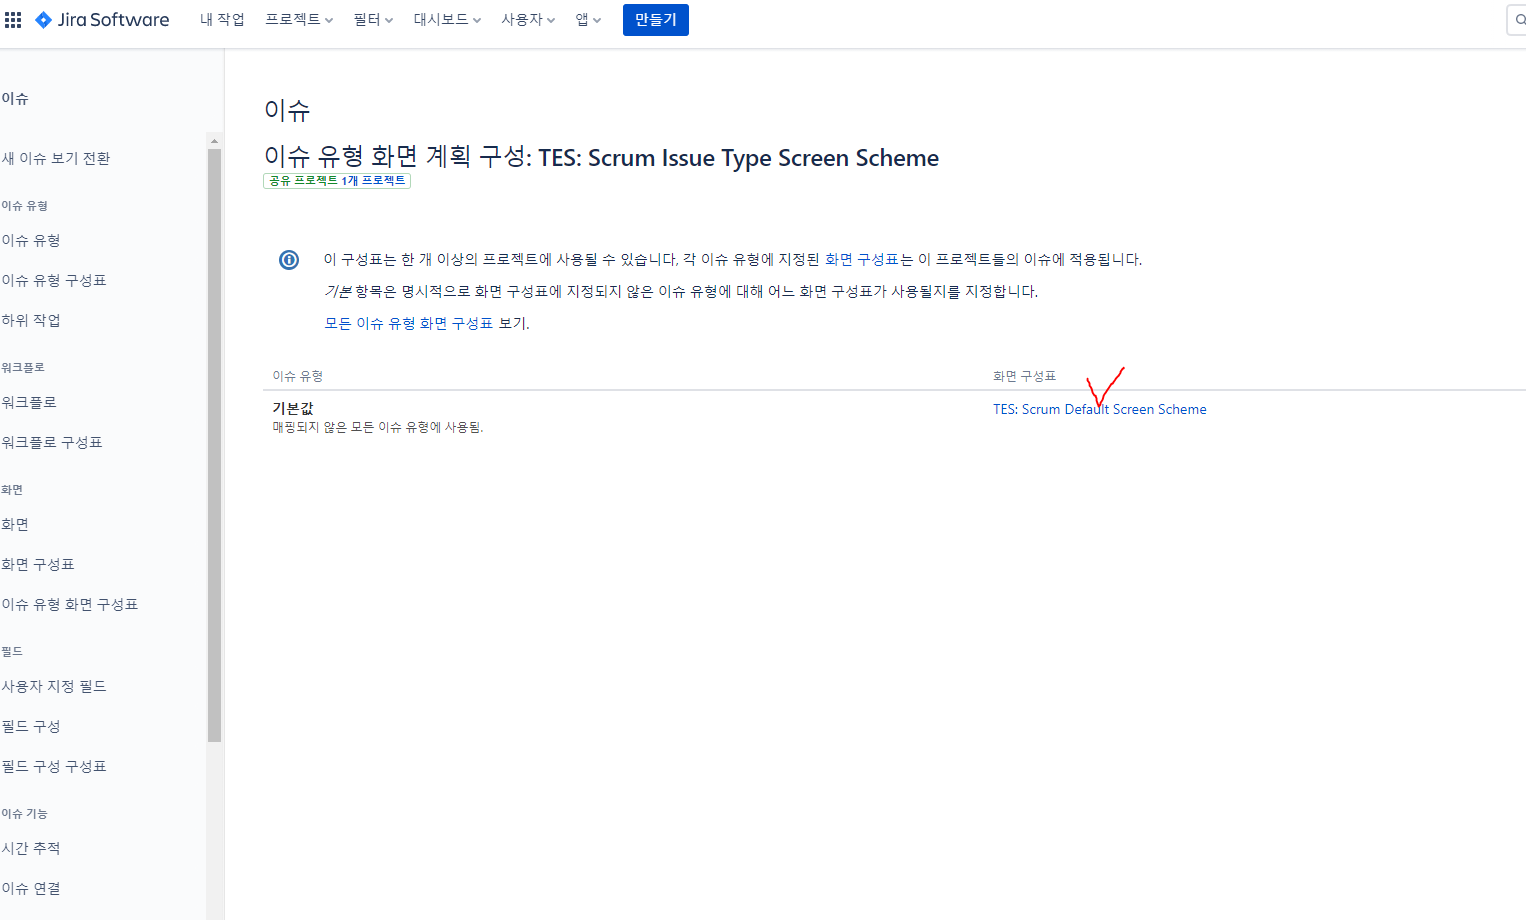 Jira Software 내 작업 프로젝트 필터 대시보드 사용자 앱 만들기
이슈
새 이슈 보기 전환
이슈 유형
이슈 유형
이슈 유형 구성표
하위 작업
워크플로
워크플로
워크플로 구성표
화면
화면
화면 구성표
이슈 유형 화면 구성표
필드
사용자 지정 필드
필드 구성
필드 구성 구성표
이슈 기능
시간 추적
이슈 연결
이슈
이슈 유형 화면 계획 구성: TES: Scrum Issue Type Screen Scheme
공유 프로젝트 1개 프로젝트
이 구성표는 한 개 이상의 프로젝트에 사용될 수 있습니다, 각 이슈 유형에 지정된 화면 구성표는 이 프로젝트들의 이슈에 적용됩니다.
기본 항목은 명시적으로 화면 구성표에 지정되지 않은 이슈 유형에 대해 어느 화면 구성표가 사용될지를 지정합니다.
모든 이슈 유형 화면 구성표 보기.
이슈 유형 화면 구성표
기본값 TES: Scrum Default Screen Scheme
매핑되지 않은 모든 이슈 유형에 사용됨.